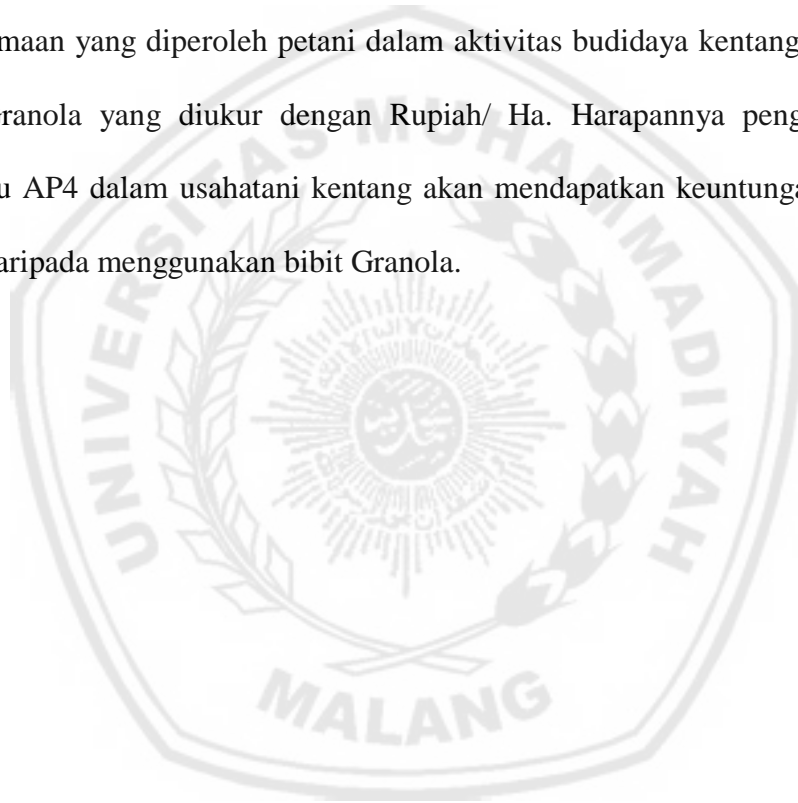 maan yang diperoleh petani dalam aktivitas budidaya kentang
ranola yang diukur dengan Rupiah/ Ha. Harapannya peng
u AP4 dalam usahatani kentang akan mendapatkan keuntunga
aripada menggunakan bibit Granola.
UNIVERSITAS MUHAMMADIYAH
MALANG